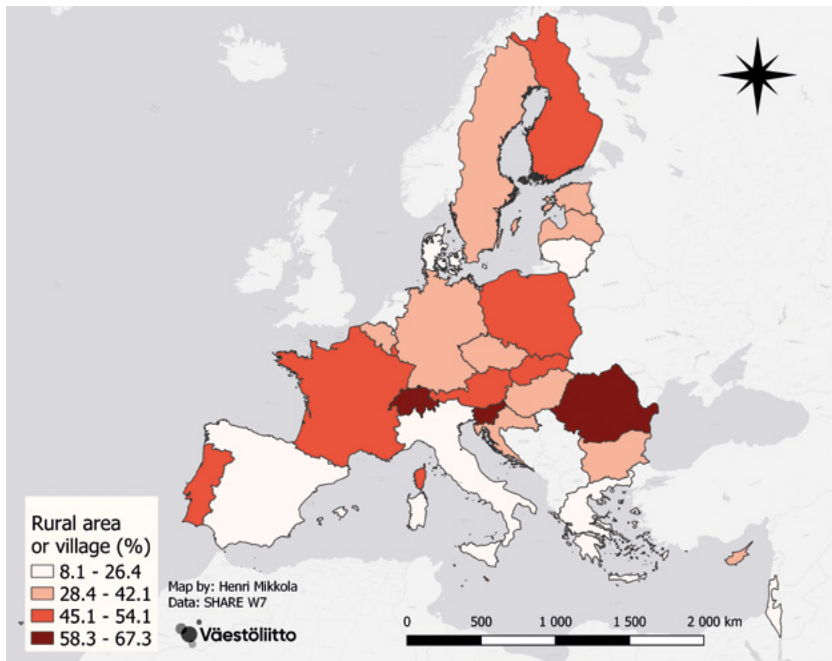 Rural area
or village (%)
8.1 - 26.4
28.4 - 42.1
45.1 - 54.1
58.3 - 67.3
Map by: Henri Mikkola
Data: SHARE W7
Väestöliitto
0 500 1 000 1 500 2 000 km